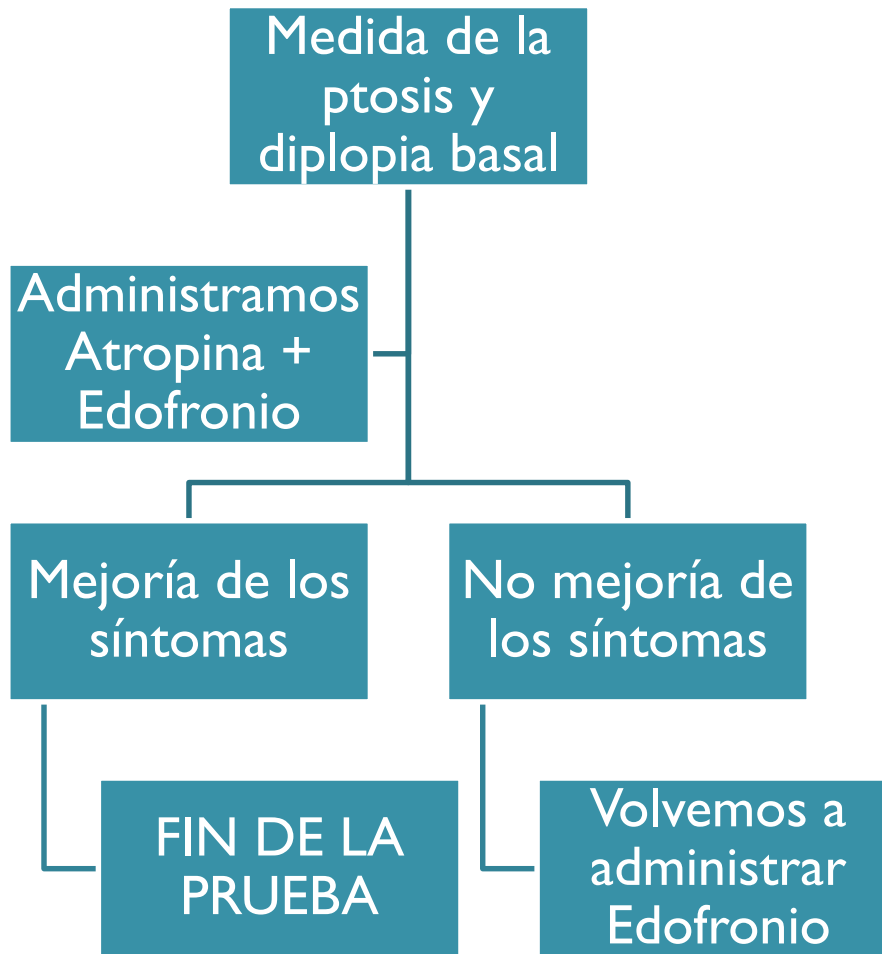 Medida de la
ptosis y
diplopia basal
Administramos
Atropina +
Edofronio
Mejoría de los
síntomas
No mejoría de
los síntomas
FIN DE LA
PRUEBA
Volvemos a
administrar
Edofronio